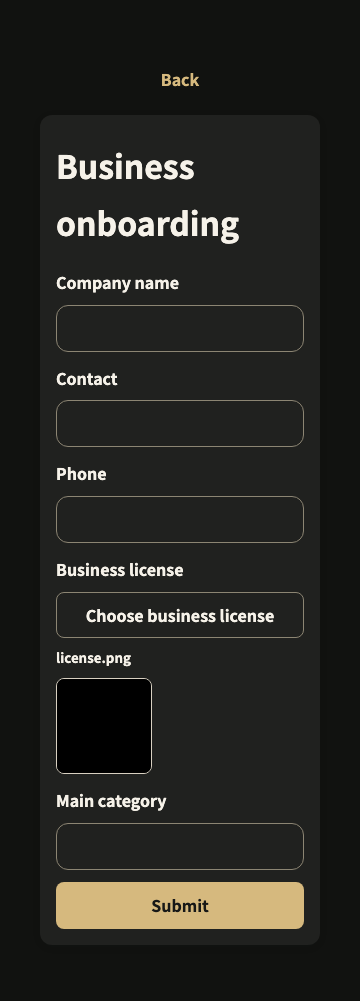 Back
Business
onboarding
Company name
Contact
Phone
Business license
Choose business license
license.png
Main category
Submit